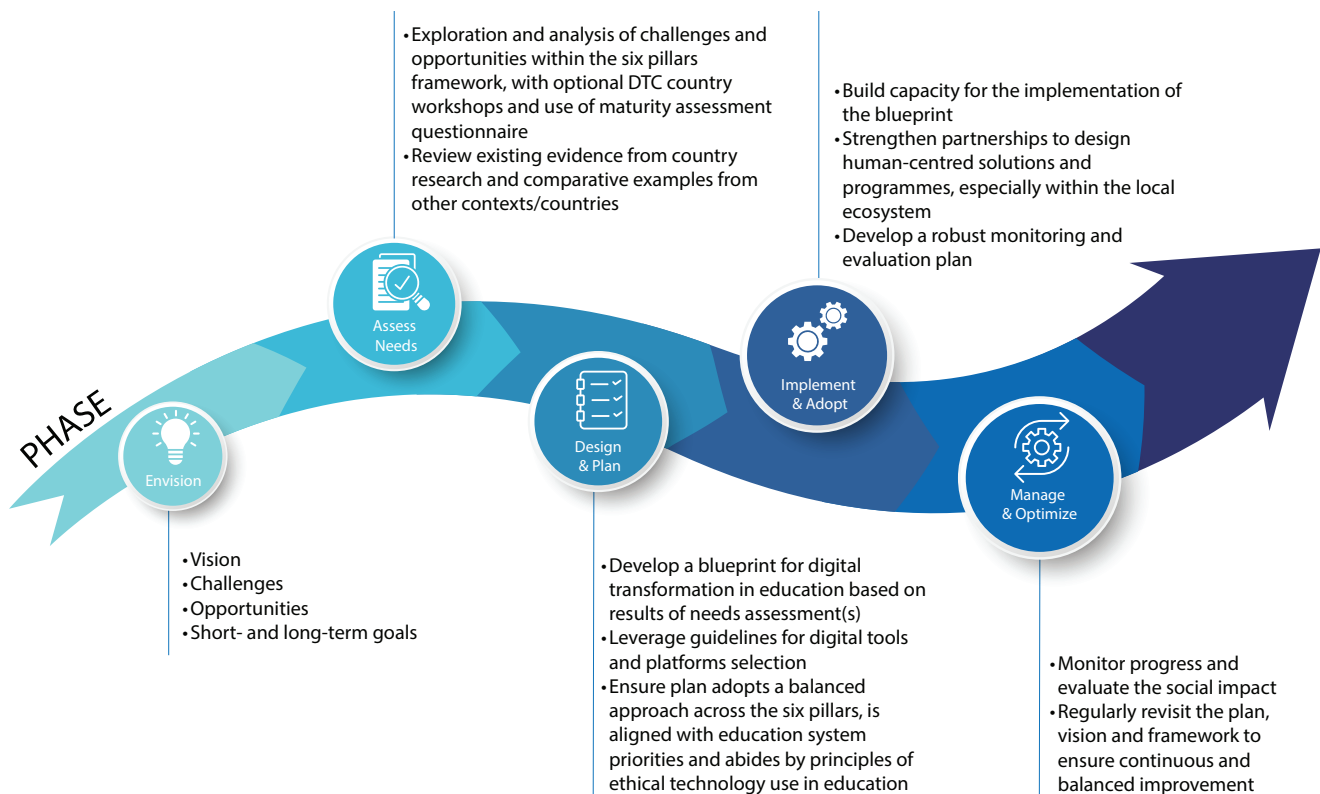 PHASE
Envision
•Vision
•Challenges
•Opportunities
•Short- and long-term goals
Assess
Needs
•Exploration and analysis of challenges and
opportunities within the six pillars
framework, with optional DTC country
workshops and use of maturity assessment
questionnaire
•Review existing evidence from country
research and comparative examples from
other contexts/countries
Design
& Plan
•Develop a blueprint for digital
transformation in education based on
results of needs assessment(s)
•Leverage guidelines for digital tools
and platforms selection
•Ensure plan adopts a balanced
approach across the six pillars, is
aligned with education system
priorities and abides by principles of
ethical technology use in education
Implement
& Adopt
•Build capacity for the implementation of
the blueprint
•Strengthen partnerships to design
human-centred solutions and
programmes, especially within the local
ecosystem
•Develop a robust monitoring and
evaluation plan
Manage
& Optimize
•Monitor progress and
evaluate the social impact
•Regularly revisit the plan,
vision and framework to
ensure continuous and
balanced improvement